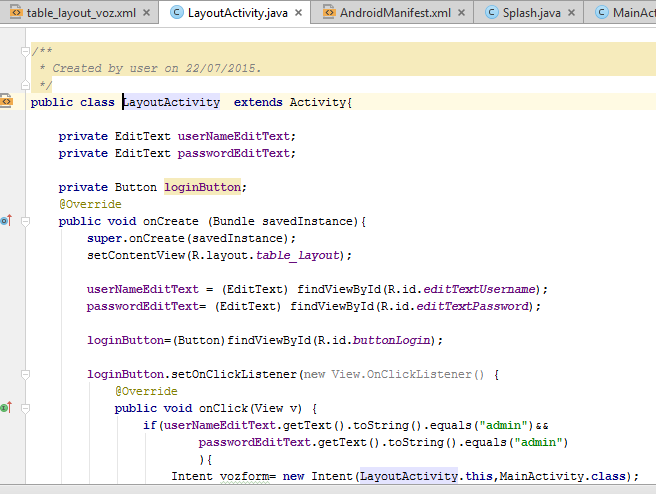 table_layout_voz.xml × LayoutActivity.java × AndroidManifest.xml × Splash.java × MainAct
/**
 * Created by user on 22/07/2015.
 */
public class LayoutActivity  extends Activity{
    private EditText userNameEditText;
    private EditText passwordEditText;
    private Button loginButton;
    @Override
    public void onCreate (Bundle savedInstance){
        super.onCreate(savedInstance);
        setContentView(R.layout.table_layout);
        userNameEditText = (EditText) findViewById(R.id.editTextUsername);
        passwordEditText= (EditText) findViewById(R.id.editTextPassword);
        loginButton=(Button)findViewById(R.id.buttonLogin);
        loginButton.setOnClickListener(new View.OnClickListener() {
            @Override
            public void onClick(View v) {
                if(userNameEditText.getText().toString().equals("admin")&&
                        passwordEditText.getText().toString().equals("admin")
                        ){
                    Intent vozform= new Intent(LayoutActivity.this,MainActivity.class);